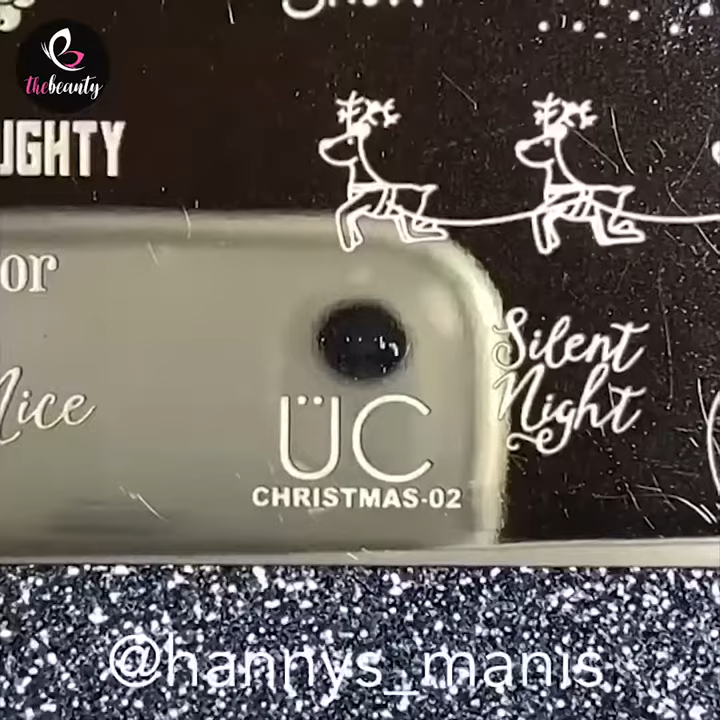 thebeauty
UGHTY
or
Nice
Silent
Night
ÜC
CHRISTMAS-02
@hannys_manis